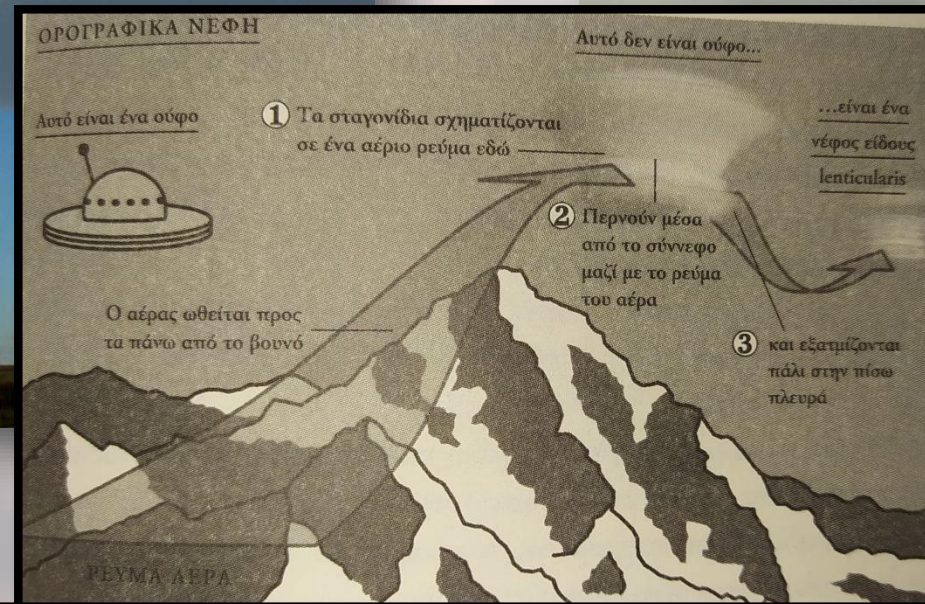 ΟΡΟΓΡΑΦΙΚΑ ΝΕΦΗ
Αυτό είναι ένα ούφο
Αυτό δεν είναι ούφο...
...είναι ένα
νέφος είδους
lenticularis
1 Τα σταγονίδια σχηματίζονται
σε ένα αέριο ρεύμα εδώ
2 Περνούν μέσα
από το σύννεφο
μαζί με το ρεύμα
του αέρα
Ο αέρας ωθείται προς
τα πάνω από το βουνό
3 και εξατμίζονται
πάλι στην πίσω
πλευρά
ΡΕΥΜΑ ΑΕΡΑ